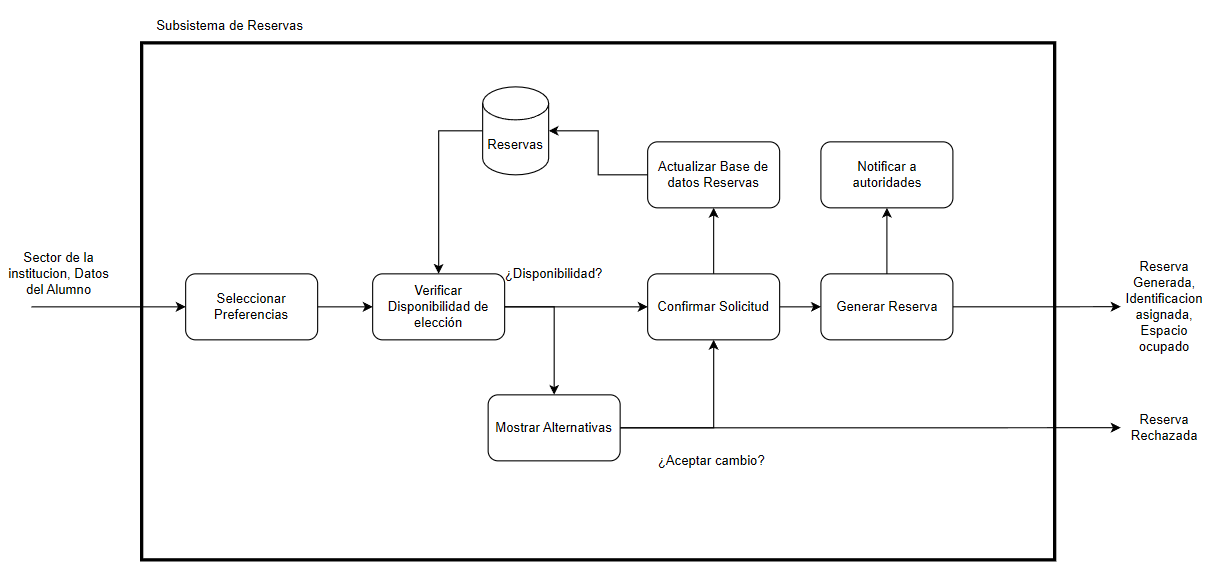 Subsistema de Reservas
Reservas
Actualizar Base de
datos Reservas
Notificar a
autoridades
Sector de la
institucion, Datos
del Alumno
Seleccionar
Preferencias
Verificar
Disponibilidad de
elección
¿Disponibilidad?
Confirmar Solicitud
Generar Reserva
Reserva
Generada,
Identificacion
asignada,
Espacio
ocupado
Mostrar Alternativas
¿Aceptar cambio?
Reserva
Rechazada